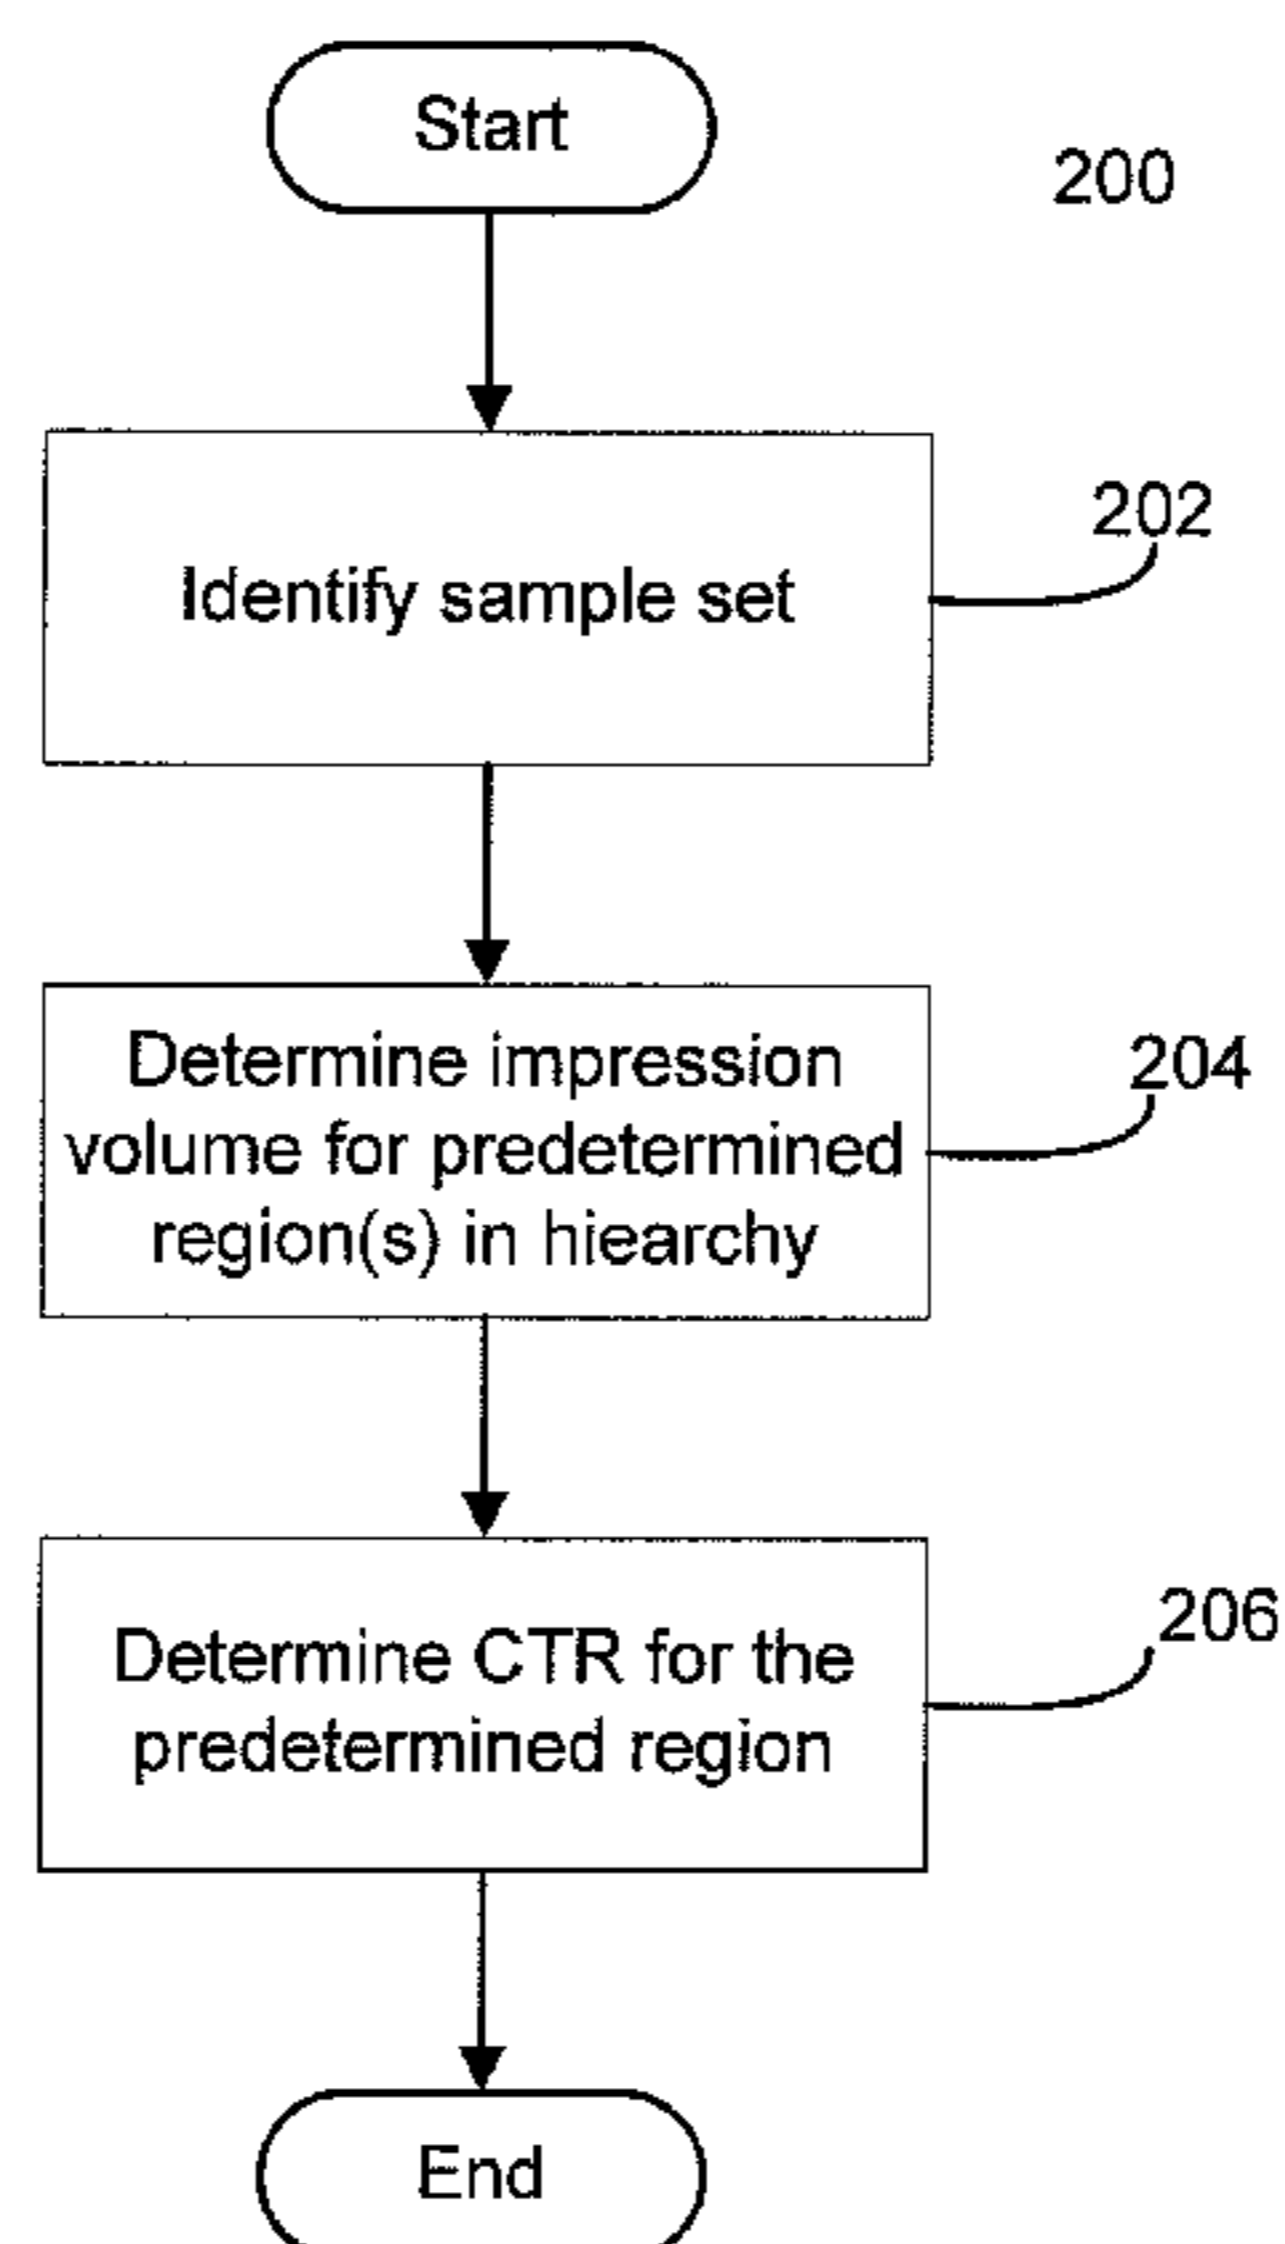 Start
200
Identify sample set
202
Determine impression
volume for predetermined
region(s) in hiearchy
204
Determine CTR for the
predetermined region
206
End